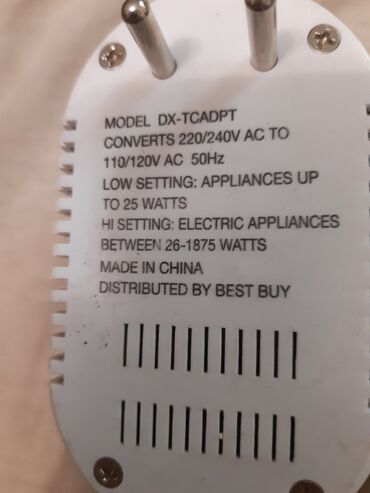 MODEL DX-TCADPT
CONVERTS 220/240V AC TO
110/120V AC 50Hz
LOW SETTING: APPLIANCES UP
TO 25 WATTS
HI SETTING: ELECTRIC APPLIANCES
BETWEEN 26-1875 WATTS
MADE IN CHINA
DISTRIBUTED BY BEST BUY